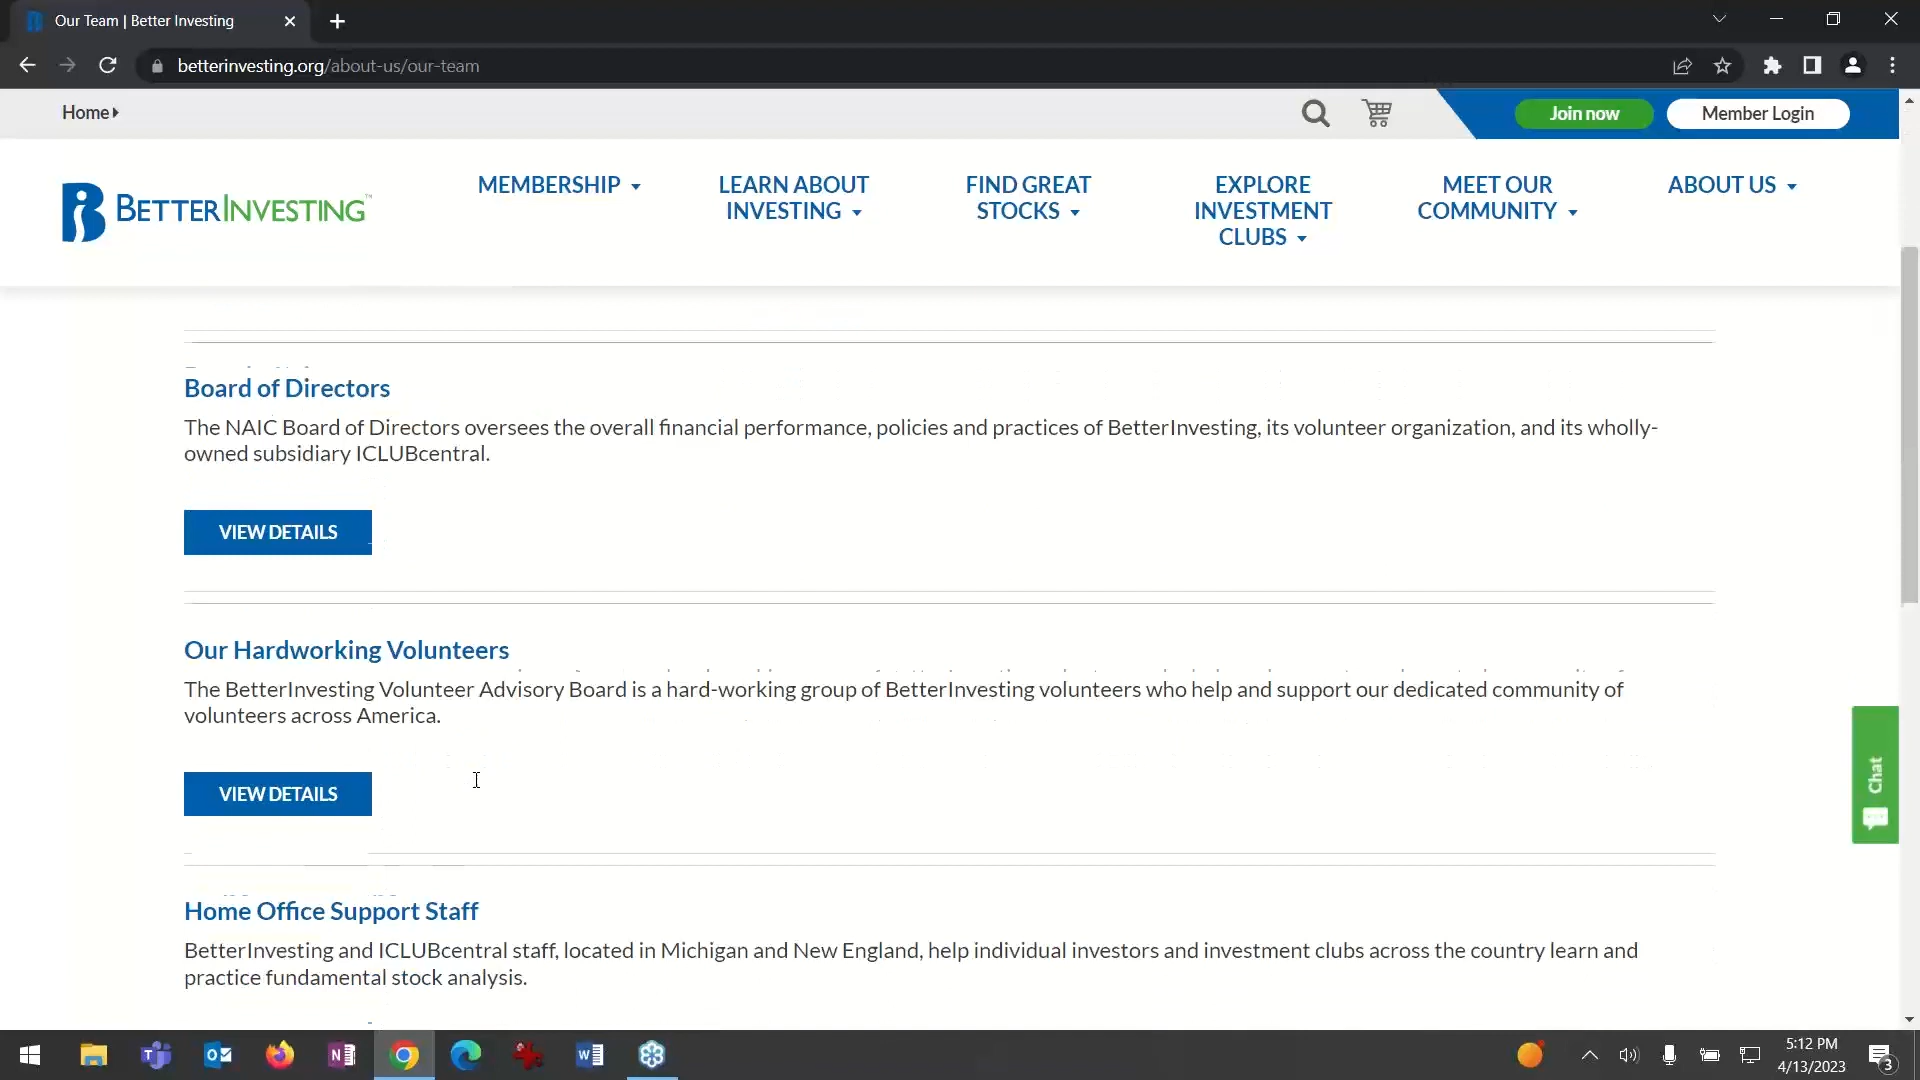 Our Team | Better Investing
betterinvesting.org/about-us/our-team
Home
Join now
Member Login
BETTERINVESTING™
MEMBERSHIP
LEARN ABOUT
INVESTING
FIND GREAT
STOCKS
EXPLORE
INVESTMENT
CLUBS
MEET OUR
COMMUNITY
ABOUT US
Board of Directors
The NAIC Board of Directors oversees the overall financial performance, policies and practices of BetterInvesting, its volunteer organization, and its wholly-
owned subsidiary ICLUBcentral.
VIEW DETAILS
Our Hardworking Volunteers
The BetterInvesting Volunteer Advisory Board is a hard-working group of BetterInvesting volunteers who help and support our dedicated community of
volunteers across America.
VIEW DETAILS
Chat
Home Office Support Staff
BetterInvesting and ICLUBcentral staff, located in Michigan and New England, help individual investors and investment clubs across the country learn and
practice fundamental stock analysis.
5:12 PM
4/13/2023
3